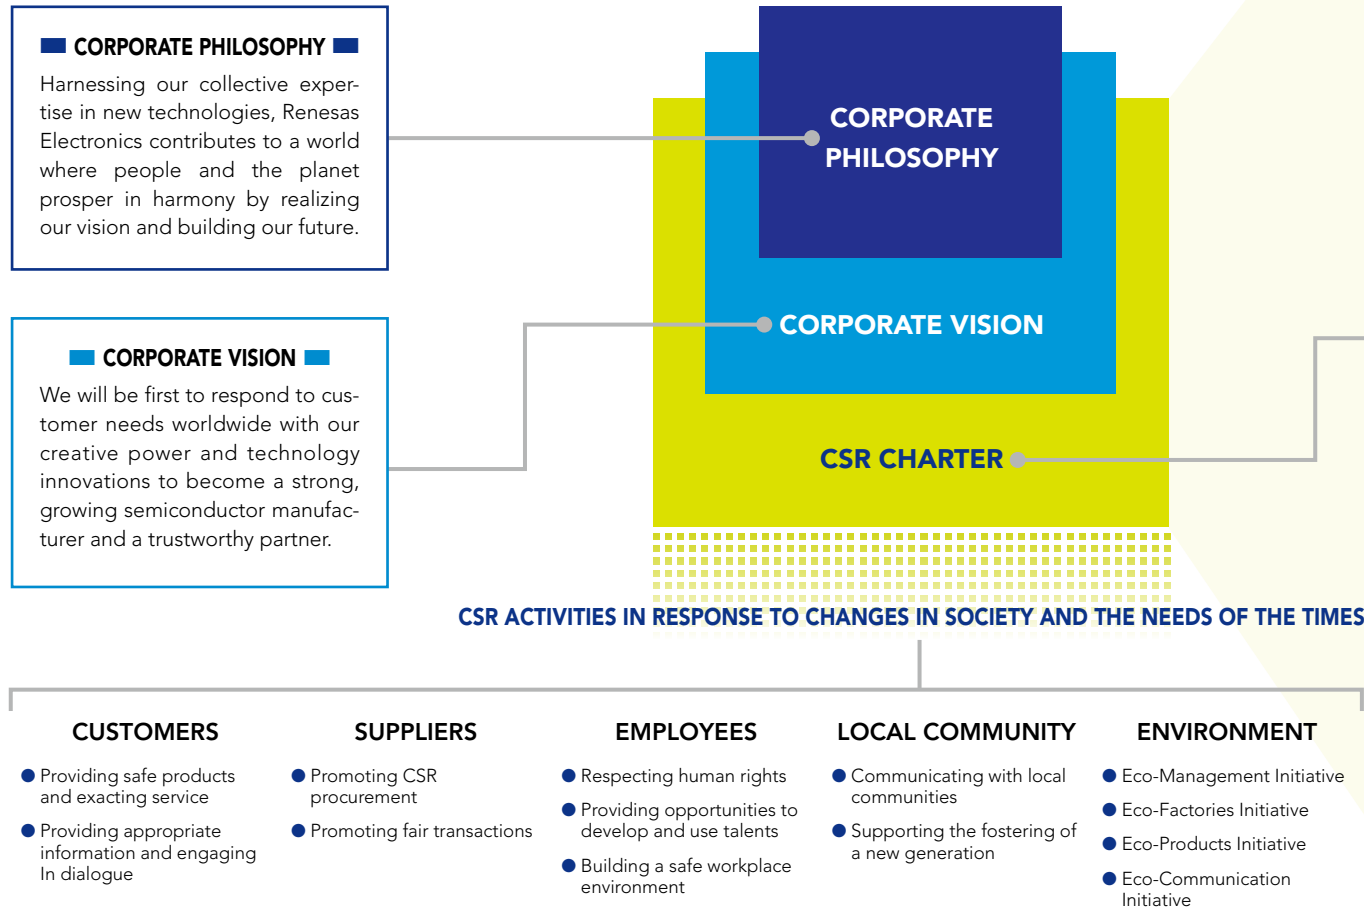 CORPORATE PHILOSOPHY
Harnessing our collective exper-
tise in new technologies, Renesas
Electronics contributes to a world
where people and the planet
prosper in harmony by realizing
our vision and building our future.
CORPORATE VISION
We will be first to respond to cus-
tomer needs worldwide with our
creative power and technology
innovations to become a strong,
growing semiconductor manufac-
turer and a trustworthy partner.
CORPORATE
PHILOSOPHY
CORPORATE VISION
CSR CHARTER
CSR ACTIVITIES IN RESPONSE TO CHANGES IN SOCIETY AND THE NEEDS OF THE TIMES
CUSTOMERS
Providing safe products
and exacting service
Providing appropriate
information and engaging
In dialogue
SUPPLIERS
Promoting CSR
procurement
Promoting fair transactions
EMPLOYEES
Respecting human rights
Providing opportunities to
develop and use talents
Building a safe workplace
environment
LOCAL COMMUNITY
Communicating with local
communities
Supporting the fostering of
a new generation
ENVIRONMENT
Eco-Management Initiative
Eco-Factories Initiative
Eco-Products Initiative
Eco-Communication
Initiative